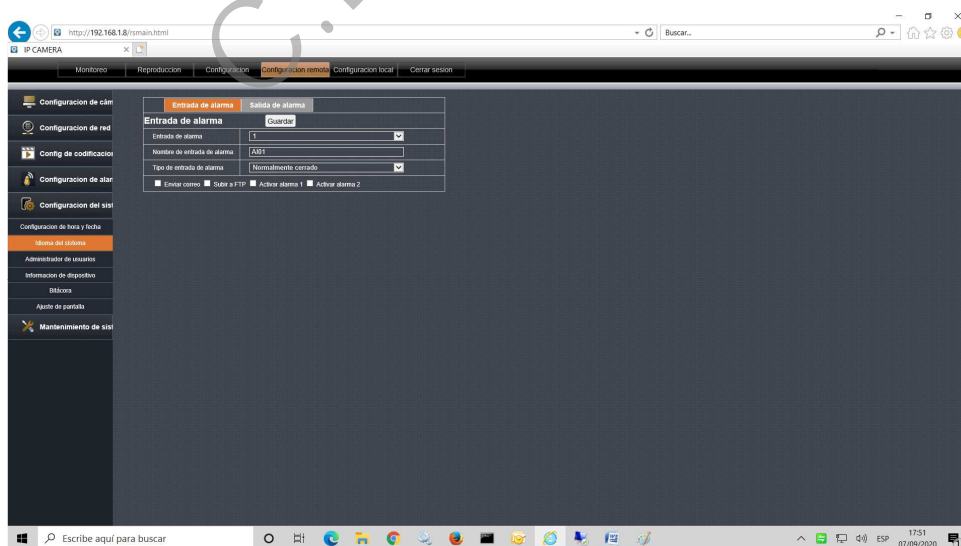 C.
http://192.168.1.8/rsmain.html
Buscar...
IP CAMERA
Monitoreo Reproduccion Configuracion Configuracion remota Configuracion local Cerrar sesion
Configuracion de cám
Configuracion de red
Config de codificacion
Configuracion de alar
Configuracion del sist
Configuracion de hora y fecha
Idioma del sistema
Administrador de usuarios
Informacion de dispositivo
Bitácora
Ajuste de pantalla
Mantenimiento de sist
Entrada de alarma Salida de alarma
Entrada de alarma Guardar
Entrada de alarma 1
Nombre de entrada de alarma AI01
Tipo de entrada de alarma Normalmente cerrado
Enviar correo Subir a FTP Activar alarma 1 Activar alarma 2
Escribe aquí para buscar
ESP
17:51
07/09/2020